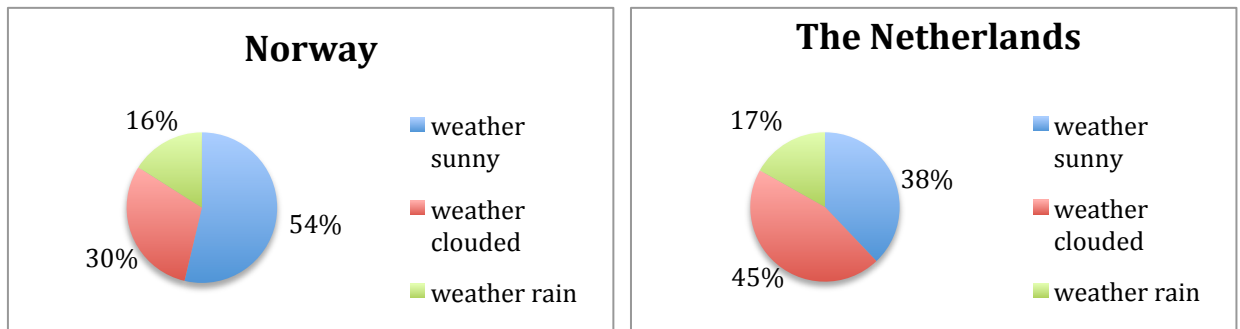 Norway
16%
54%
30%
weather
sunny
weather
clouded
weather rain
The Netherlands
17%
38%
45%
weather
sunny
weather
clouded
weather rain